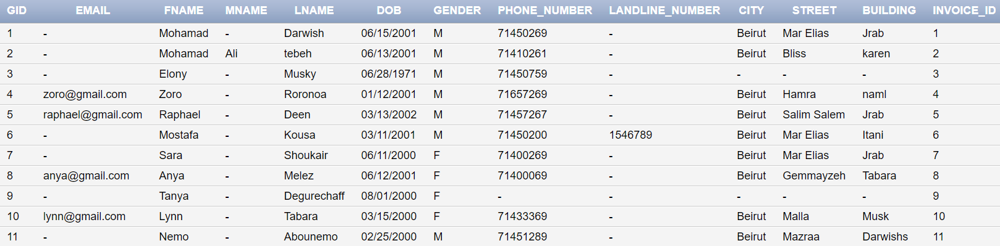 GID EMAIL FNAME MNAME LNAME DOB GENDER PHONE_NUMBER LANDLINE_NUMBER CITY STREET BUILDING INVOICE_ID
1 - Mohamad - Darwish 06/15/2001 M 71450269 - Beirut Mar Elias Jrab 1
2 - Mohamad Ali tebeh 06/13/2001 M 71410261 - Beirut Bliss karen 2
3 - Elony - Musky 06/28/1971 M 71450759 - - - - 3
4 zoro@gmail.com Zoro - Roronoa 01/12/2001 M 71657269 - Beirut Hamra naml 4
5 raphael@gmail.com Raphael - Deen 03/13/2002 M 71457267 - Beirut Salim Salem Jrab 5
6 - Mostafa - Kousa 03/11/2001 M 71450200 1546789 Beirut Mar Elias Itani 6
7 - Sara - Shoukair 06/11/2000 F 71400269 - Beirut Mar Elias Jrab 7
8 anya@gmail.com Anya - Melez 06/12/2001 F 71400069 - Beirut Gemmayzeh Tabara 8
9 - Tanya - Degurechaff 08/01/2000 F - - - - - 9
10 lynn@gmail.com Lynn - Tabara 03/15/2000 F 71433369 - Beirut Malla Musk 10
11 - Nemo - Abounemo 02/25/2000 M 71451289 - Beirut Mazraa Darwishs 11